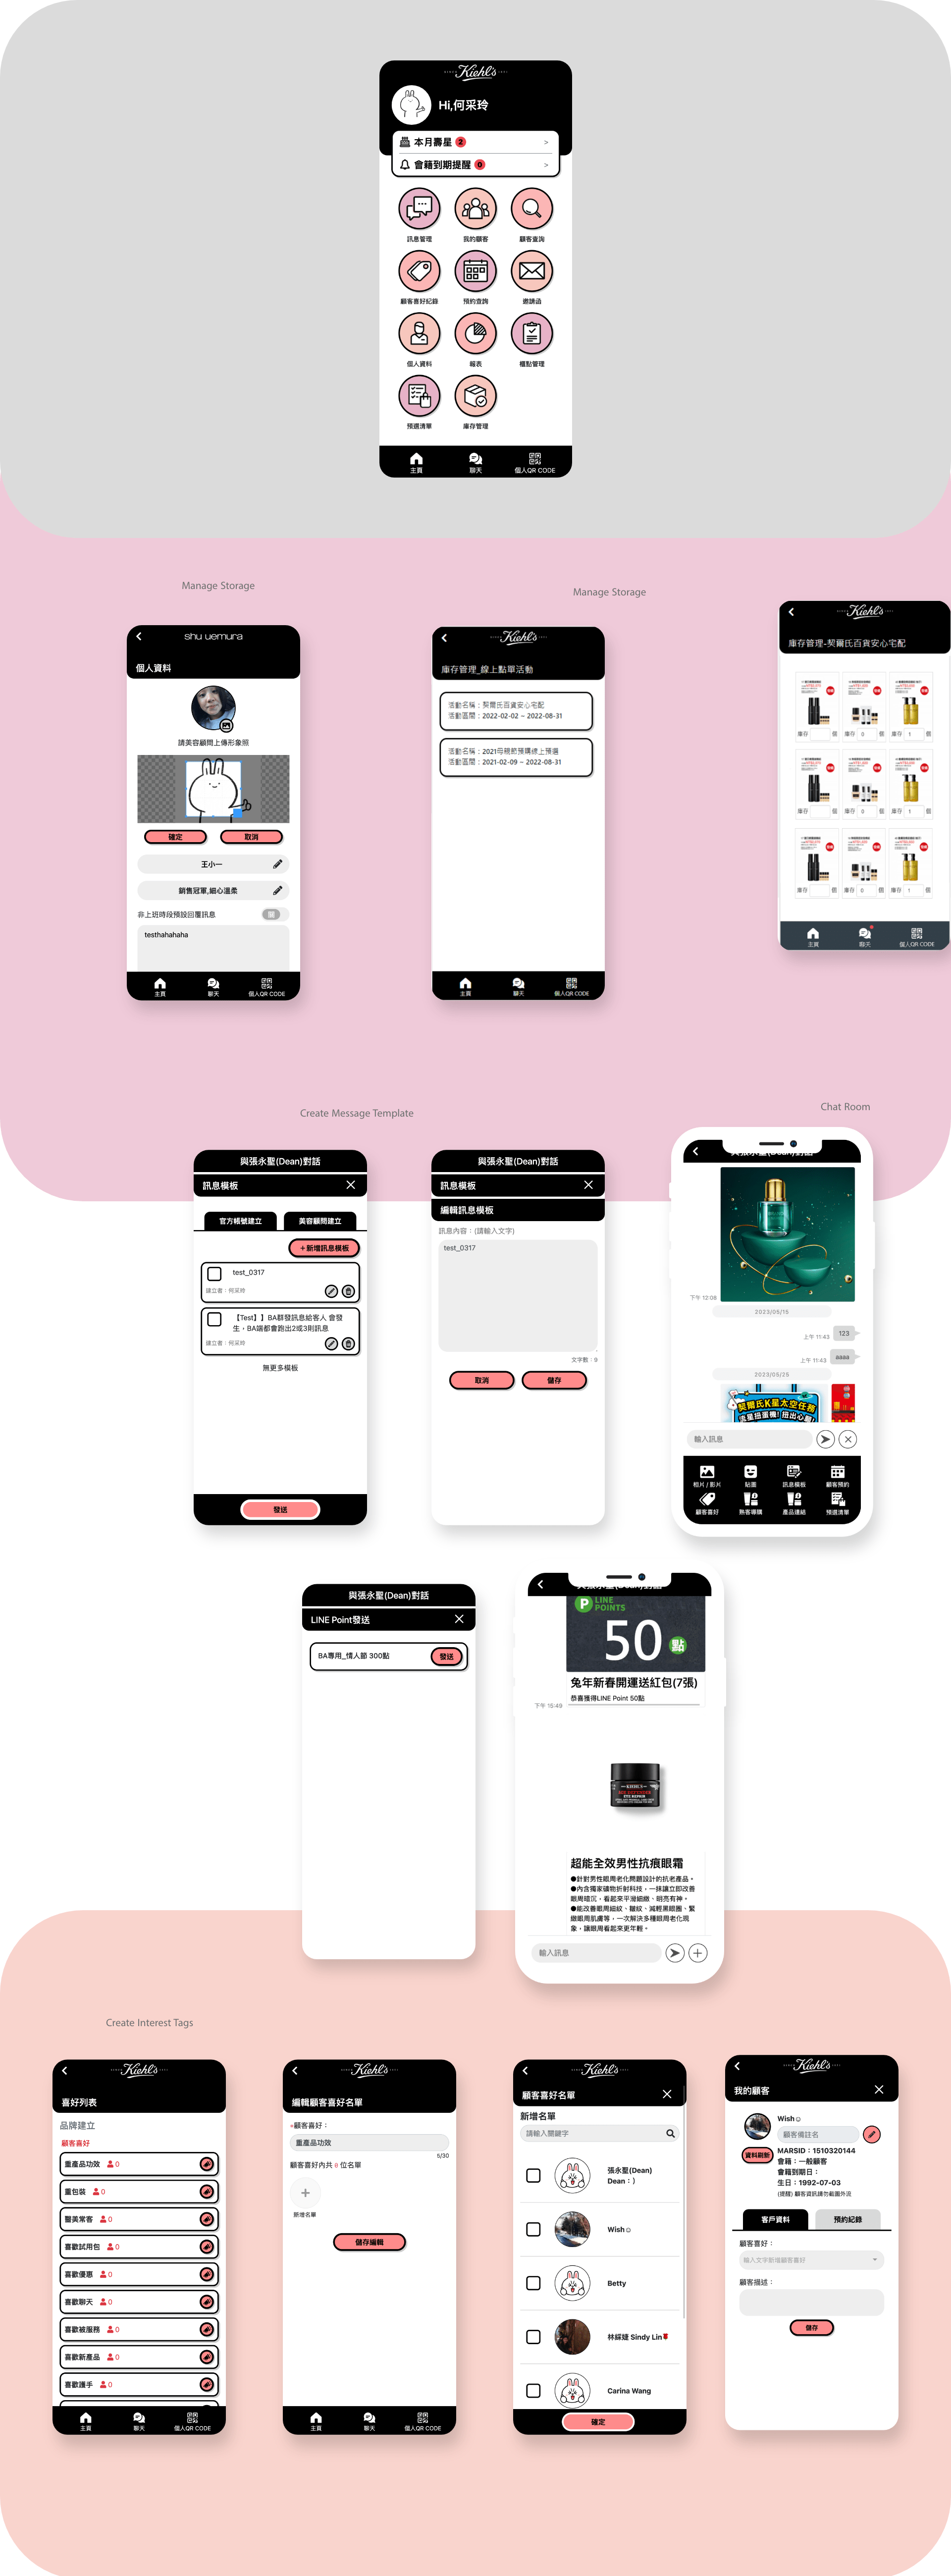 Kiehl's
Hi,何采玲
本月壽星 2 >
會籍到期提醒 0 >
訊息管理 我的顧客 顧客查詢
顧客喜好紀錄 預約查詢 邀請函
個人資料 報表 櫃點管理
預選清單 庫存管理
主頁 聊天 個人QR CODE
Manage Storage
shu uemura
個人資料
請美容顧問上傳形象照
確定 取消
王小一
銷售冠軍,細心溫柔
非上班時段預設回覆訊息 關
testhahahaha
主頁 聊天 個人QR CODE
Manage Storage
Kiehl's
庫存管理_線上點單活動
活動名稱：契爾氏百貨安心宅配
活動區間：2022-02-02 ~ 2022-08-31
活動名稱：2021母親節預購線上預選
活動區間：2021-02-09 ~ 2022-08-31
主頁 聊天 個人QR CODE
Kiehl's
庫存管理-契爾氏百貨安心宅配
庫存 個 庫存 0 個 庫存 1 個
庫存 個 庫存 0 個 庫存 1 個
庫存 個 庫存 0 個 庫存 1 個
主頁 聊天 個人QR CODE
Create Message Template
與張永聖(Dean)對話
訊息模板
官方帳號建立 美容顧問建立
＋新增訊息模板
test_0317
建立者：何采玲
【Test】】BA群發訊息給客人 會發
生，BA端都會跑出2或3則訊息
建立者：何采玲
無更多模板
發送
與張永聖(Dean)對話
訊息模板
編輯訊息模板
訊息內容：(請輸入文字)
test_0317
文字數：9
取消 儲存
Chat Room
與張永聖(Dean)對話
下午 12:08
2023/05/15
上午 11:43 123
上午 11:43 aaaa
2023/05/25
契爾氏K星太空任務
流星扭蛋機! 扭出心願!
輸入訊息
相片 / 影片 貼圖 訊息模板 顧客預約
顧客喜好 熟客導購 產品連結 預選清單
與張永聖(Dean)對話
LINE Point發送
BA專用_情人節 300點 發送
與張永聖(Dean)對話
P LINE
POINTS
50 點
兔年新春開運送紅包(7張)
恭喜獲得LINE Point 50點
下午 15:49
KIEHL'S
AGE DEFENDER
EYE REPAIR
超能全效男性抗痕眼霜
●針對男性眼周老化問題設計的抗老產品。
●內含獨家礦物折射科技，一抹讓立即改善
眼周暗沉，看起來平滑細緻、明亮有神。
●能改善眼周細紋、皺紋、減輕黑眼圈、緊
緻眼周肌膚等，一次解決多種眼周老化現
象，讓眼周看起來更年輕。
輸入訊息
Create Interest Tags
Kiehl's
喜好列表
品牌建立
顧客喜好
重產品功效 0
重包裝 0
醫美常客 0
喜歡試用包 0
喜歡優惠 0
喜歡聊天 0
喜歡被服務 0
喜歡新產品 0
喜歡護手 0
主頁 聊天 個人QR CODE
Kiehl's
編輯顧客喜好名單
*顧客喜好：
重產品功效
5/30
顧客喜好內共 0 位名單
新增名單
儲存編輯
主頁 聊天 個人QR CODE
Kiehl's
顧客喜好名單
新增名單
請輸入關鍵字
張永聖(Dean)
Dean：)
Wish☺
Betty
林綵婕 Sindy Lin🌹
Carina Wang
確定
Kiehl's
我的顧客
Wish☺
顧客備註名
資料刷新
MARSID：1510320144
會籍：一般顧客
會籍到期日：
生日：1992-07-03
(提醒) 顧客資訊請勿截圖外流
客戶資料 預約紀錄
顧客喜好：
輸入文字新增顧客喜好
顧客描述：
儲存